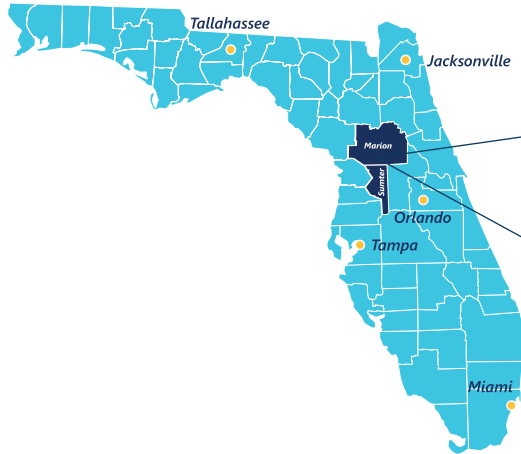 Tallahassee
Jacksonville
Marion
Sumter
Orlando
Tampa
Miami